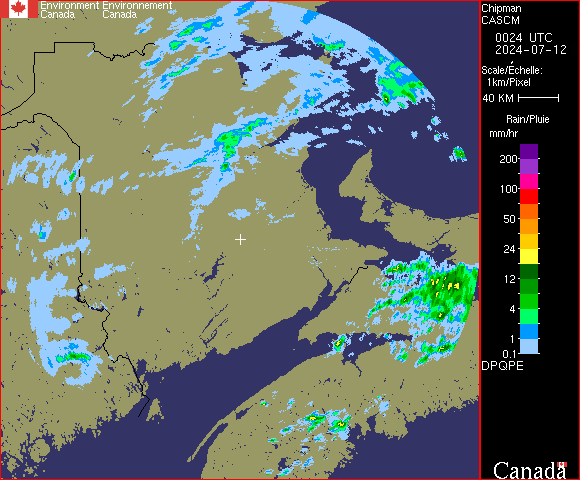 Environment Environnement
Canada Canada
Chipman
CASCM
0024 UTC
2024-07-12
Scale/Echelle:
1km/Pixel
40 KM
Rain/Pluie
mm/hr
200
100
50
24
12
4
1
0.1
DPQPE
Canada